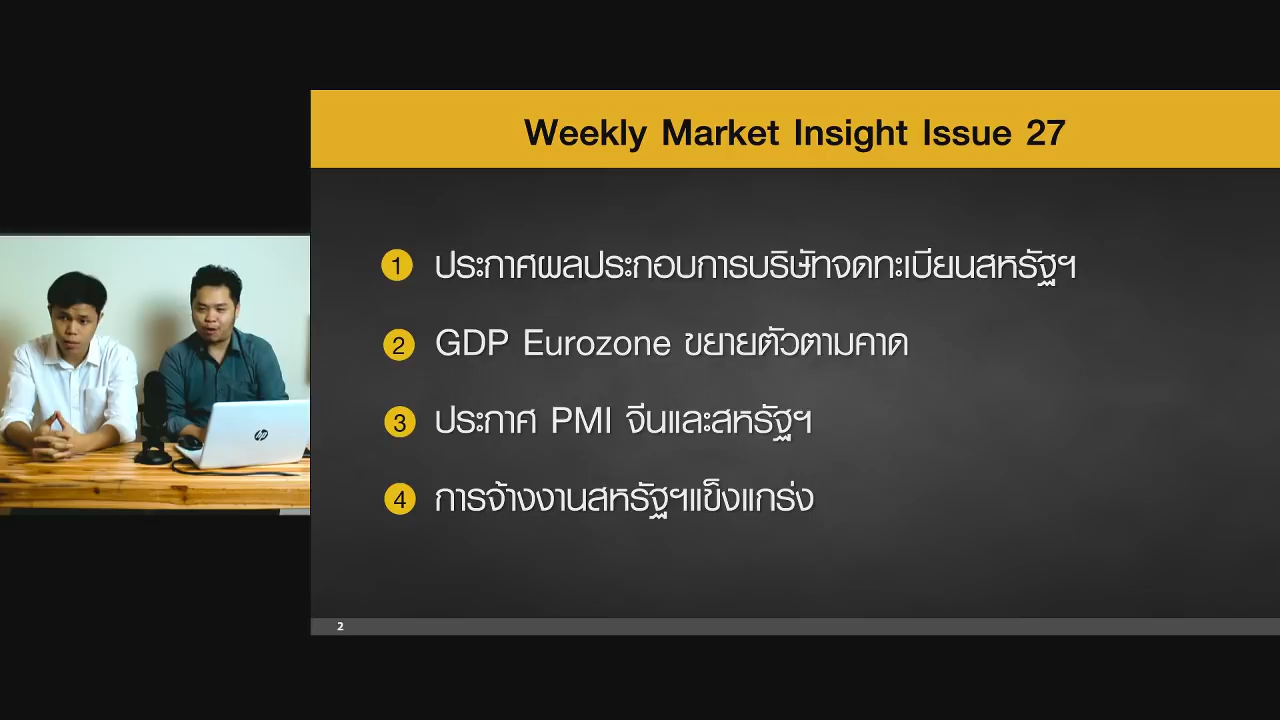 Weekly Market Insight Issue 27
1 ประกาศผลประกอบการบริษัทจดทะเบียนสหรัฐฯ
2 GDP Eurozone ขยายตัวตามคาด
3 ประกาศ PMI จีนและสหรัฐฯ
4 การจ้างงานสหรัฐฯแข็งแกร่ง
hp
2